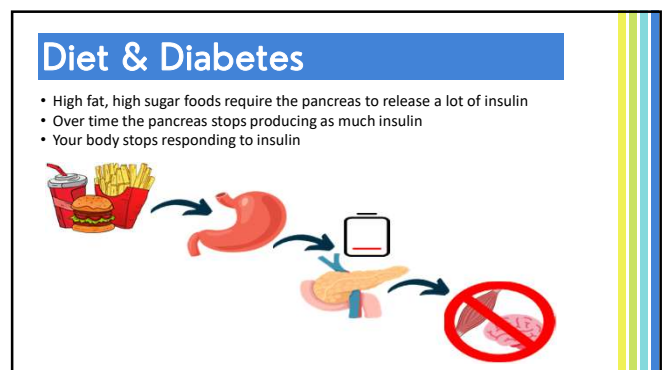 Diet & Diabetes
• High fat, high sugar foods require the pancreas to release a lot of insulin
• Over time the pancreas stops producing as much insulin
• Your body stops responding to insulin